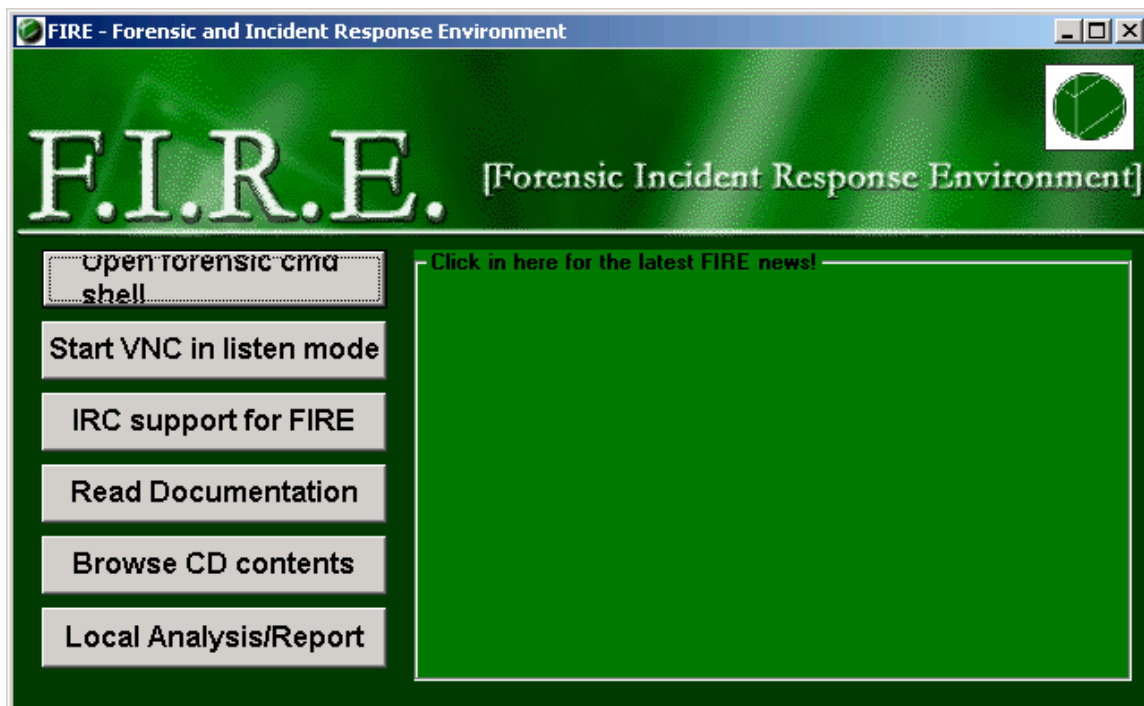 FIRE - Forensic and Incident Response Environment
F.I.R.E.
[Forensic Incident Response Environment]
Open forensic cmd
shell
Click in here for the latest FIRE news!
Start VNC in listen mode
IRC support for FIRE
Read Documentation
Browse CD contents
Local Analysis/Report